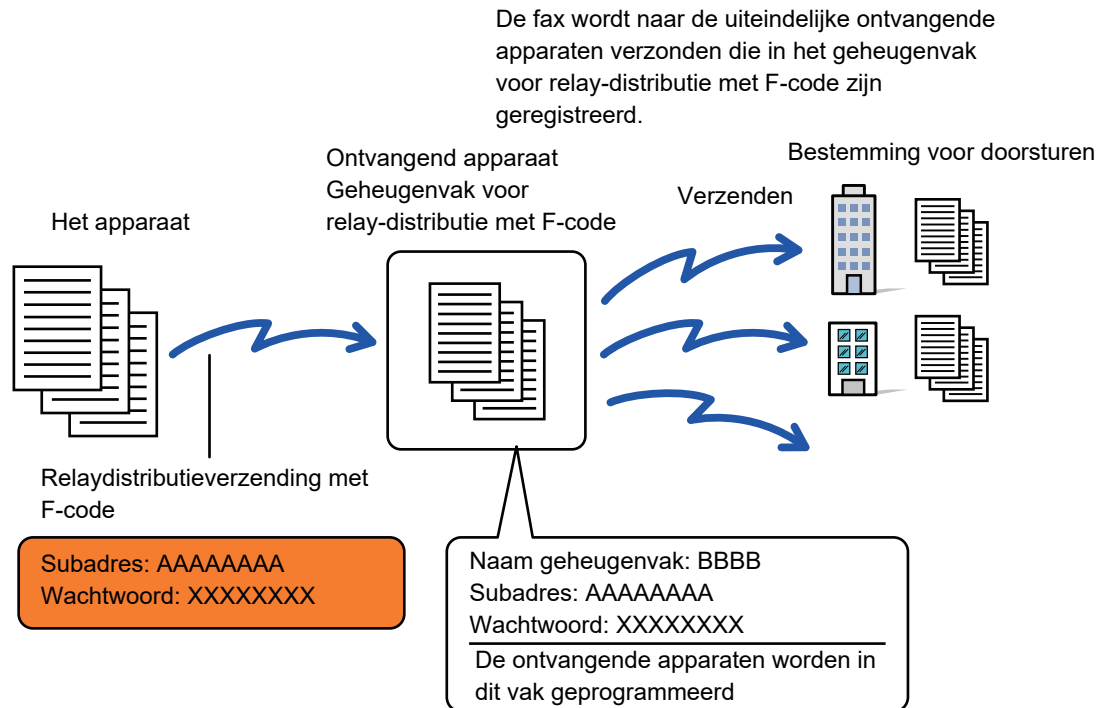 De fax wordt naar de uiteindelijke ontvangende
apparaten verzonden die in het geheugenvak
voor relay-distributie met F-code zijn
geregistreerd.
Ontvangend apparaat
Geheugenvak voor
relay-distributie met F-code
Bestemming voor doorsturen
Verzenden
Het apparaat
Relaydistributieverzending met
F-code
Subadres: AAAAAAAA
Wachtwoord: XXXXXXXX
Naam geheugenvak: BBBB
Subadres: AAAAAAAA
Wachtwoord: XXXXXXXX
De ontvangende apparaten worden in
dit vak geprogrammeerd